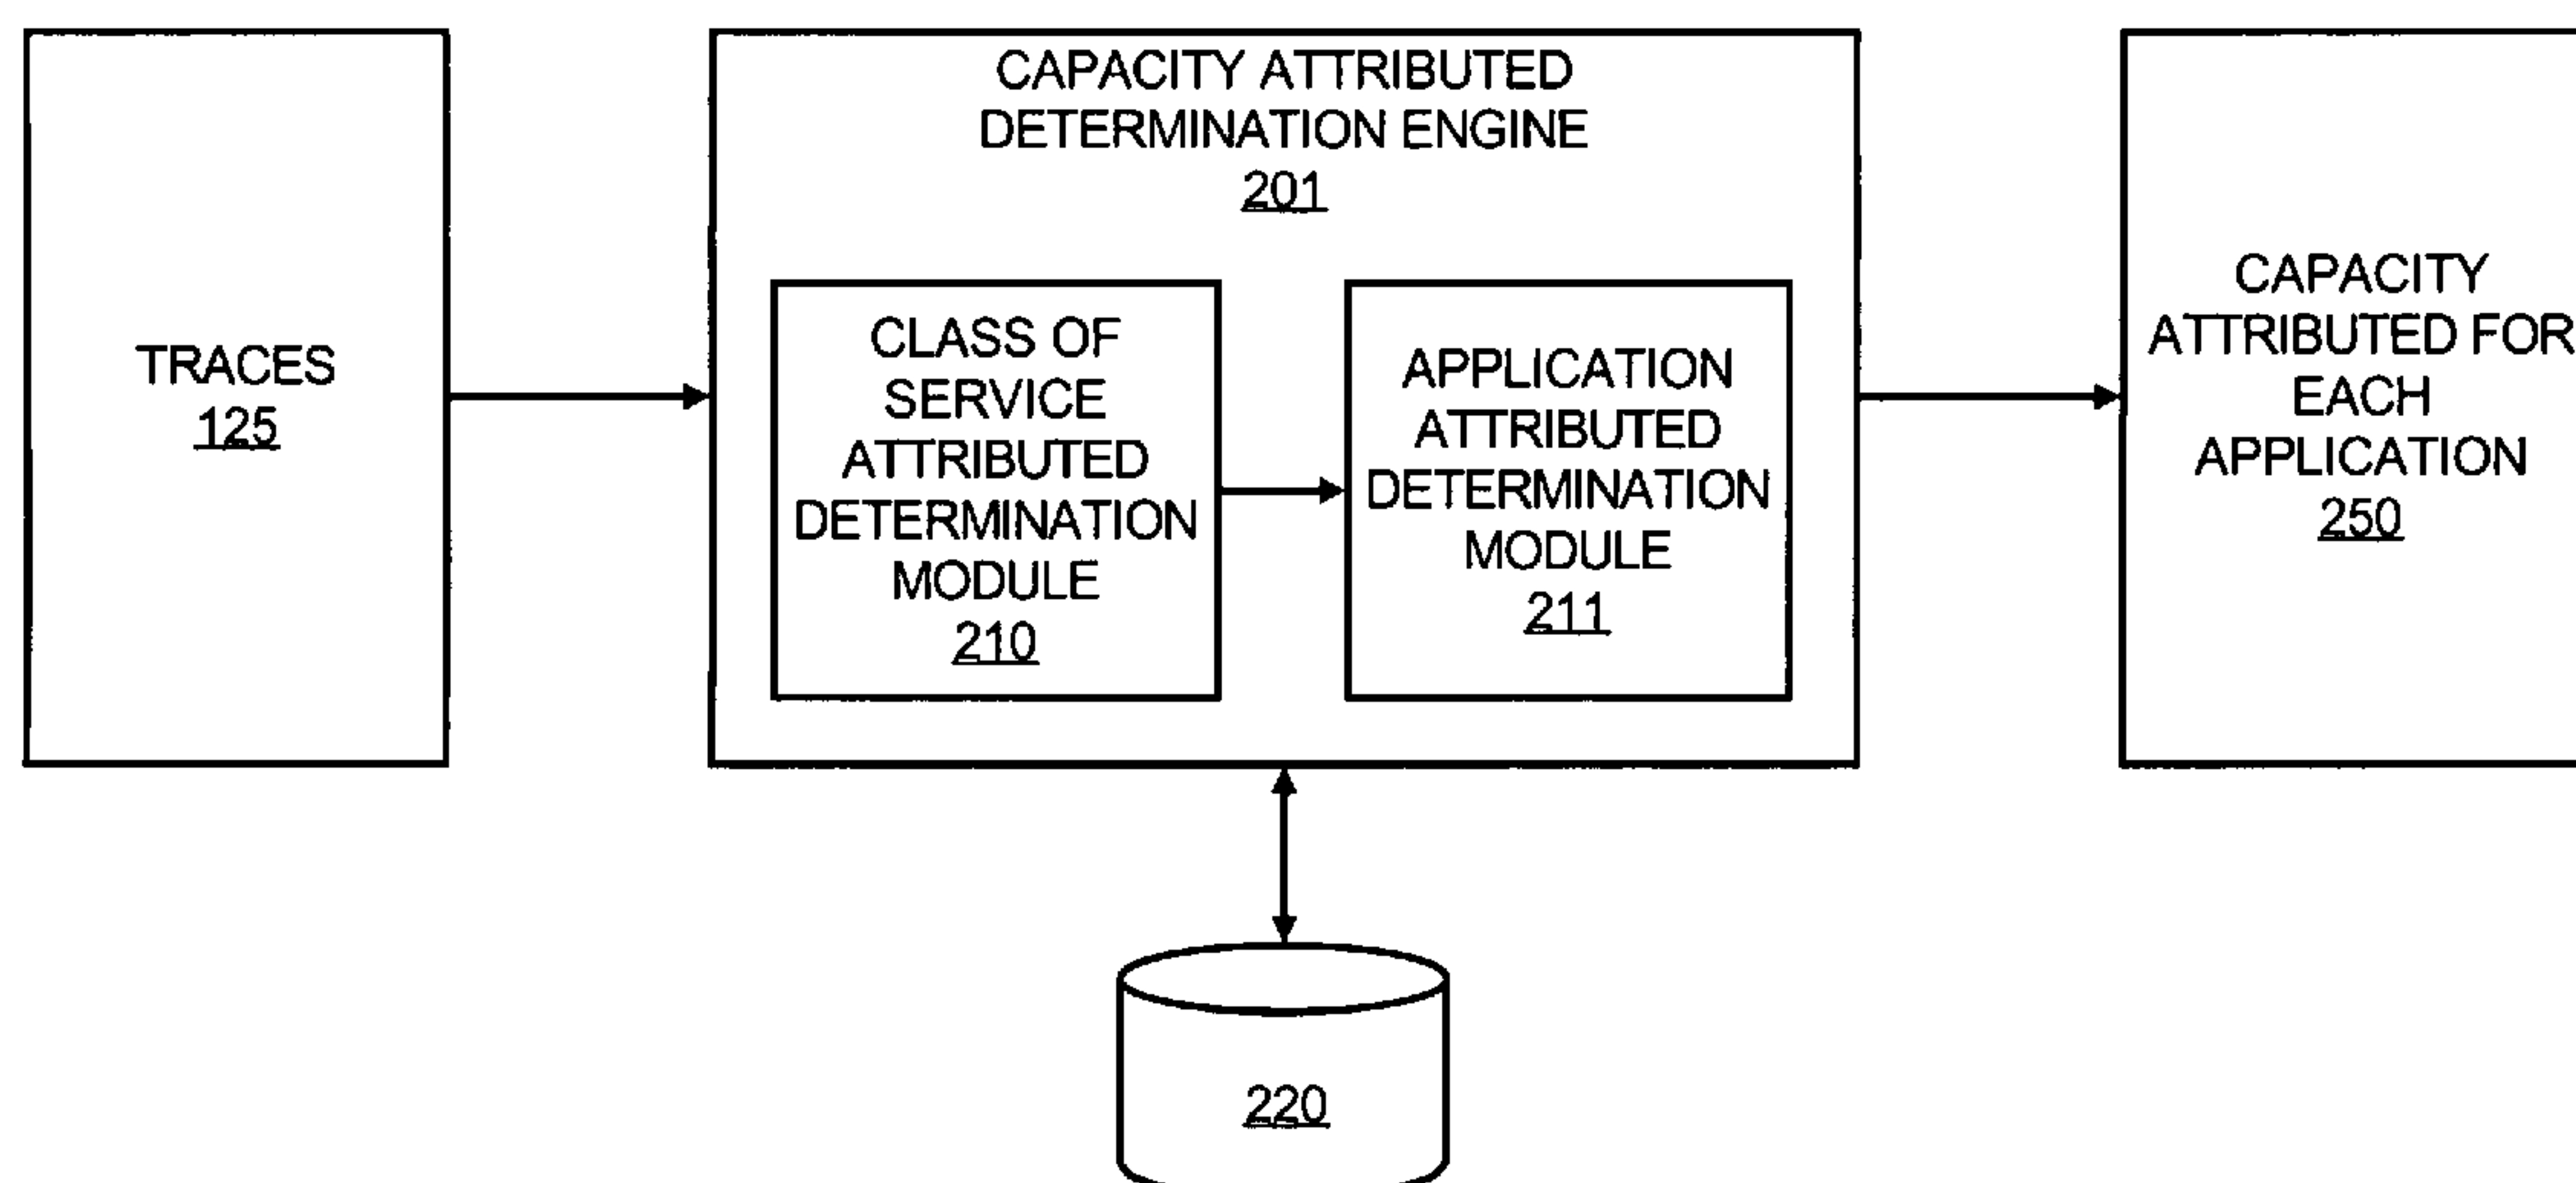 TRACES
125
CAPACITY ATTRIBUTED
DETERMINATION ENGINE
201
CLASS OF
SERVICE
ATTRIBUTED
DETERMINATION
MODULE
210
APPLICATION
ATTRIBUTED
DETERMINATION
MODULE
211
CAPACITY
ATTRIBUTED FOR
EACH
APPLICATION
250
220